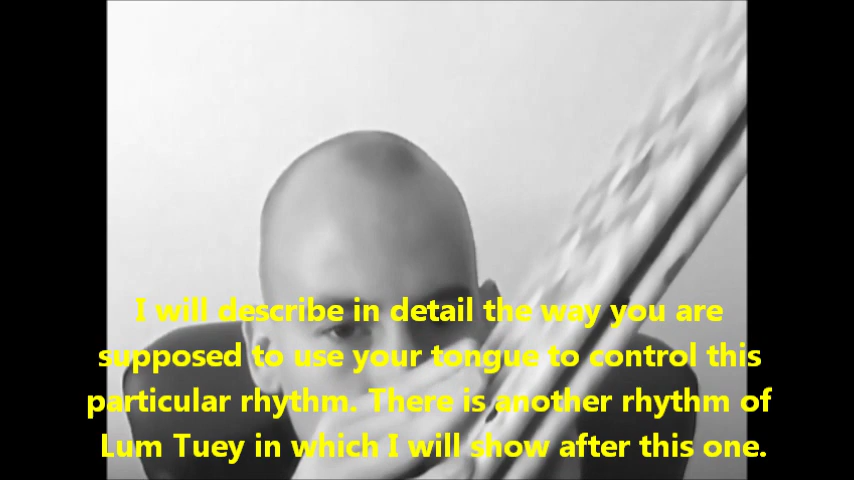 I will describe in detail the way you are
supposed to use your tongue to control this
particular rhythm. There is another rhythm of
Lum Tuey in which I will show after this one.